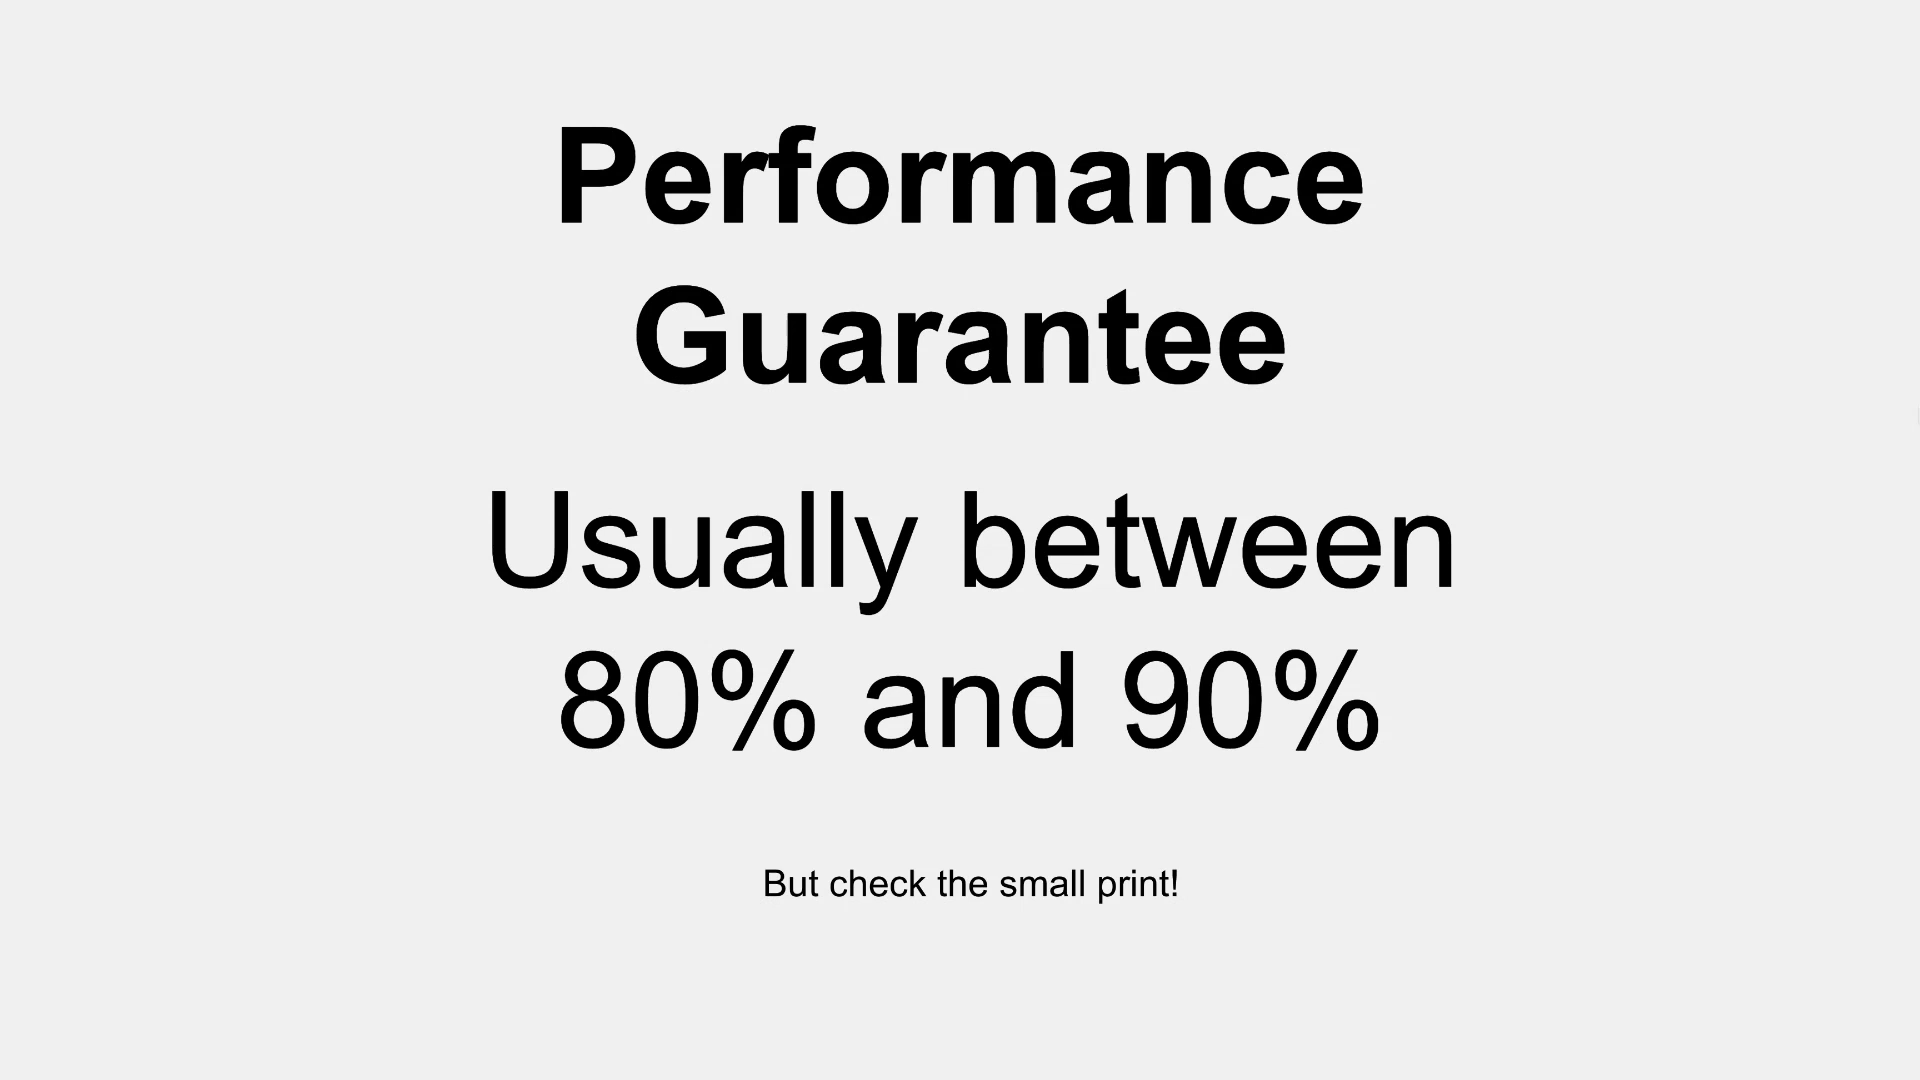 Performance
Guarantee
Usually between
80% and 90%
But check the small print!